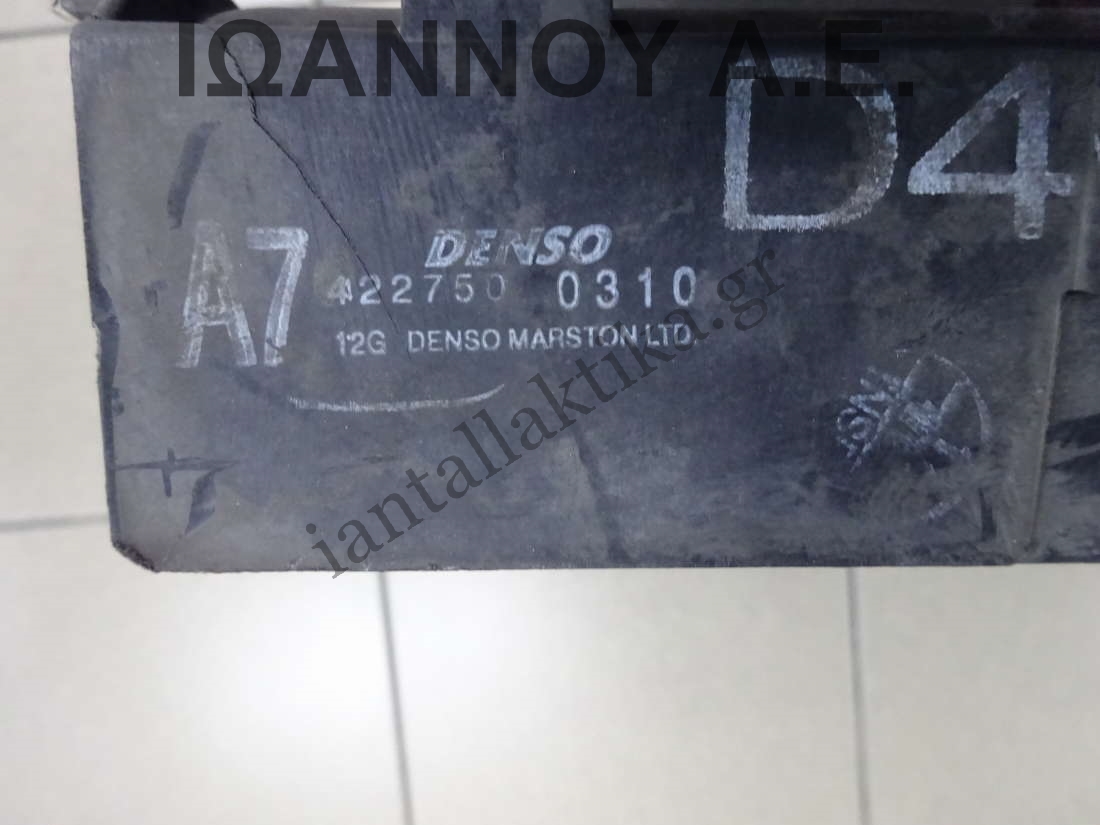 ΙΩΑΝΝΟΥ Α.Ε.
D4
A7
DENSO
422750 0310
12G DENSO MARSTON LTD.
iantallaktika.gr